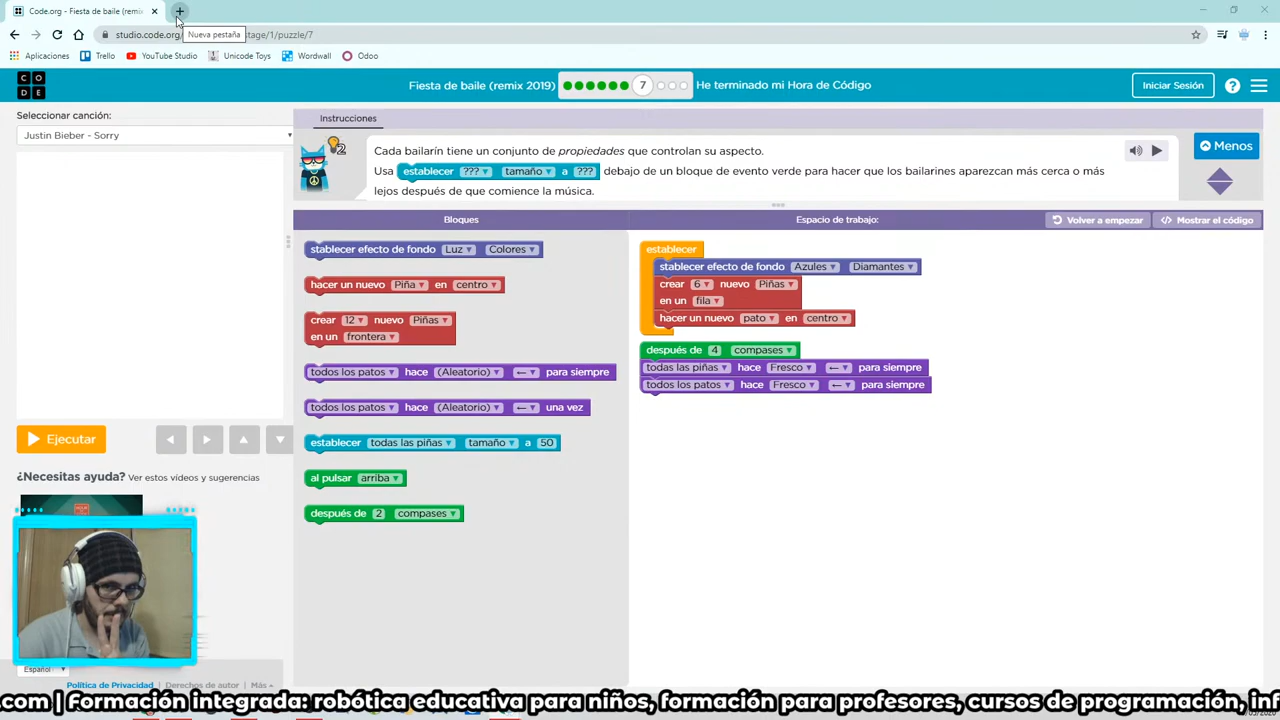 Code.org - Fiesta de baile (remi
Nueva pestaña
studio.code.org
stage/1/puzzle/7
Aplicaciones
Trello
YouTube Studio
Unicode Toys
Wordwall
Odoo
CODE
Fiesta de baile (remix 2019)
7
He terminado mi Hora de Código
Iniciar Sesión
Seleccionar canción:
Justin Bieber - Sorry
Instrucciones
2
Cada bailarín tiene un conjunto de propiedades que controlan su aspecto.
Usa establecer ??? tamaño a ??? debajo de un bloque de evento verde para hacer que los bailarines aparezcan más cerca o más
lejos después de que comience la música.
Menos
Bloques
Espacio de trabajo:
Volver a empezar
Mostrar el código
stablecer efecto de fondo Luz Colores
hacer un nuevo Piña en centro
crear 12 nuevo Piñas
en un frontera
todos los patos hace (Aleatorio) ← para siempre
todos los patos hace (Aleatorio) ← una vez
establecer todas las piñas tamaño a 50
al pulsar arriba
después de 2 compases
establecer
stablecer efecto de fondo Azules Diamantes
crear 6 nuevo Piñas
en un fila
hacer un nuevo pato en centro
después de 4 compases
todas las piñas hace Fresco ← para siempre
todos los patos hace Fresco ← para siempre
Ejecutar
¿Necesitas ayuda? Ver estos vídeos y sugerencias
Español
Política de Privacidad | Derechos de autor | Más
.com | Formación integrada: robótica educativa para niños, formación para profesores, cursos de programación, inf